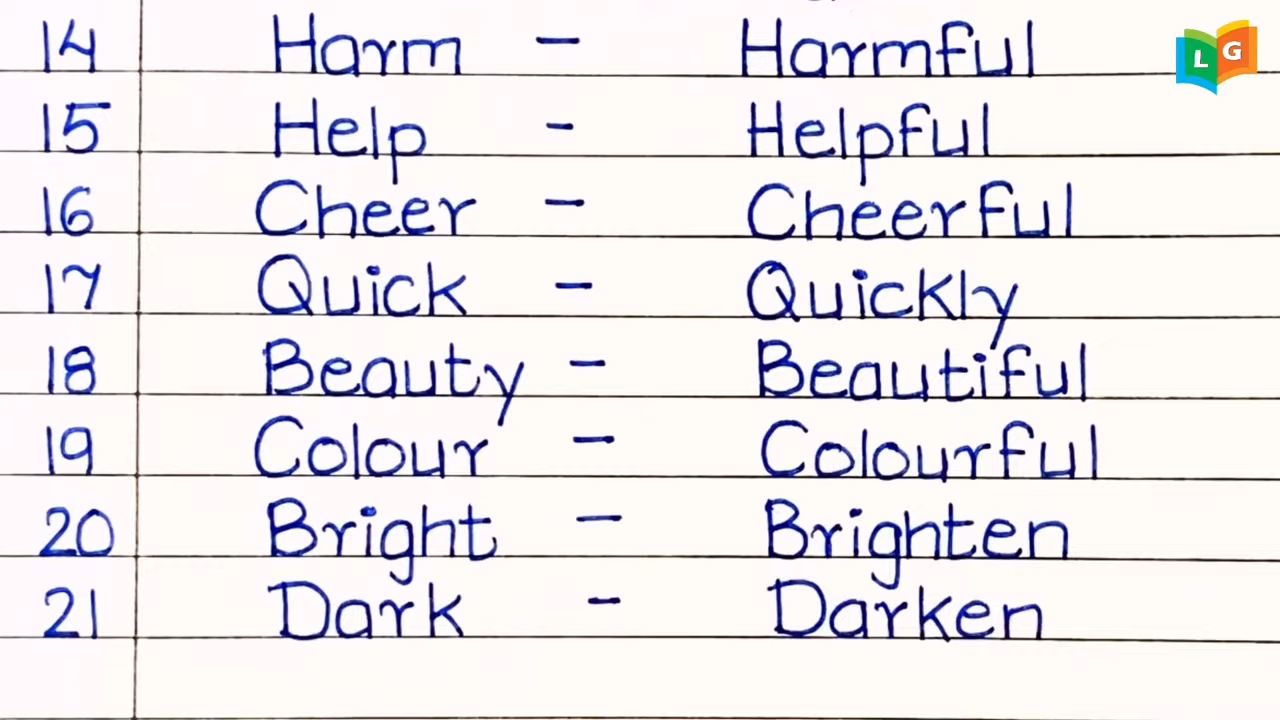 14 Harm - Harmful
L G
15 Help - Helpful
16 Cheer - Cheerful
17 Quick - Quickly
18 Beauty - Beautiful
19 Colour - Colourful
20 Bright - Brighten
21 Dark - Darken